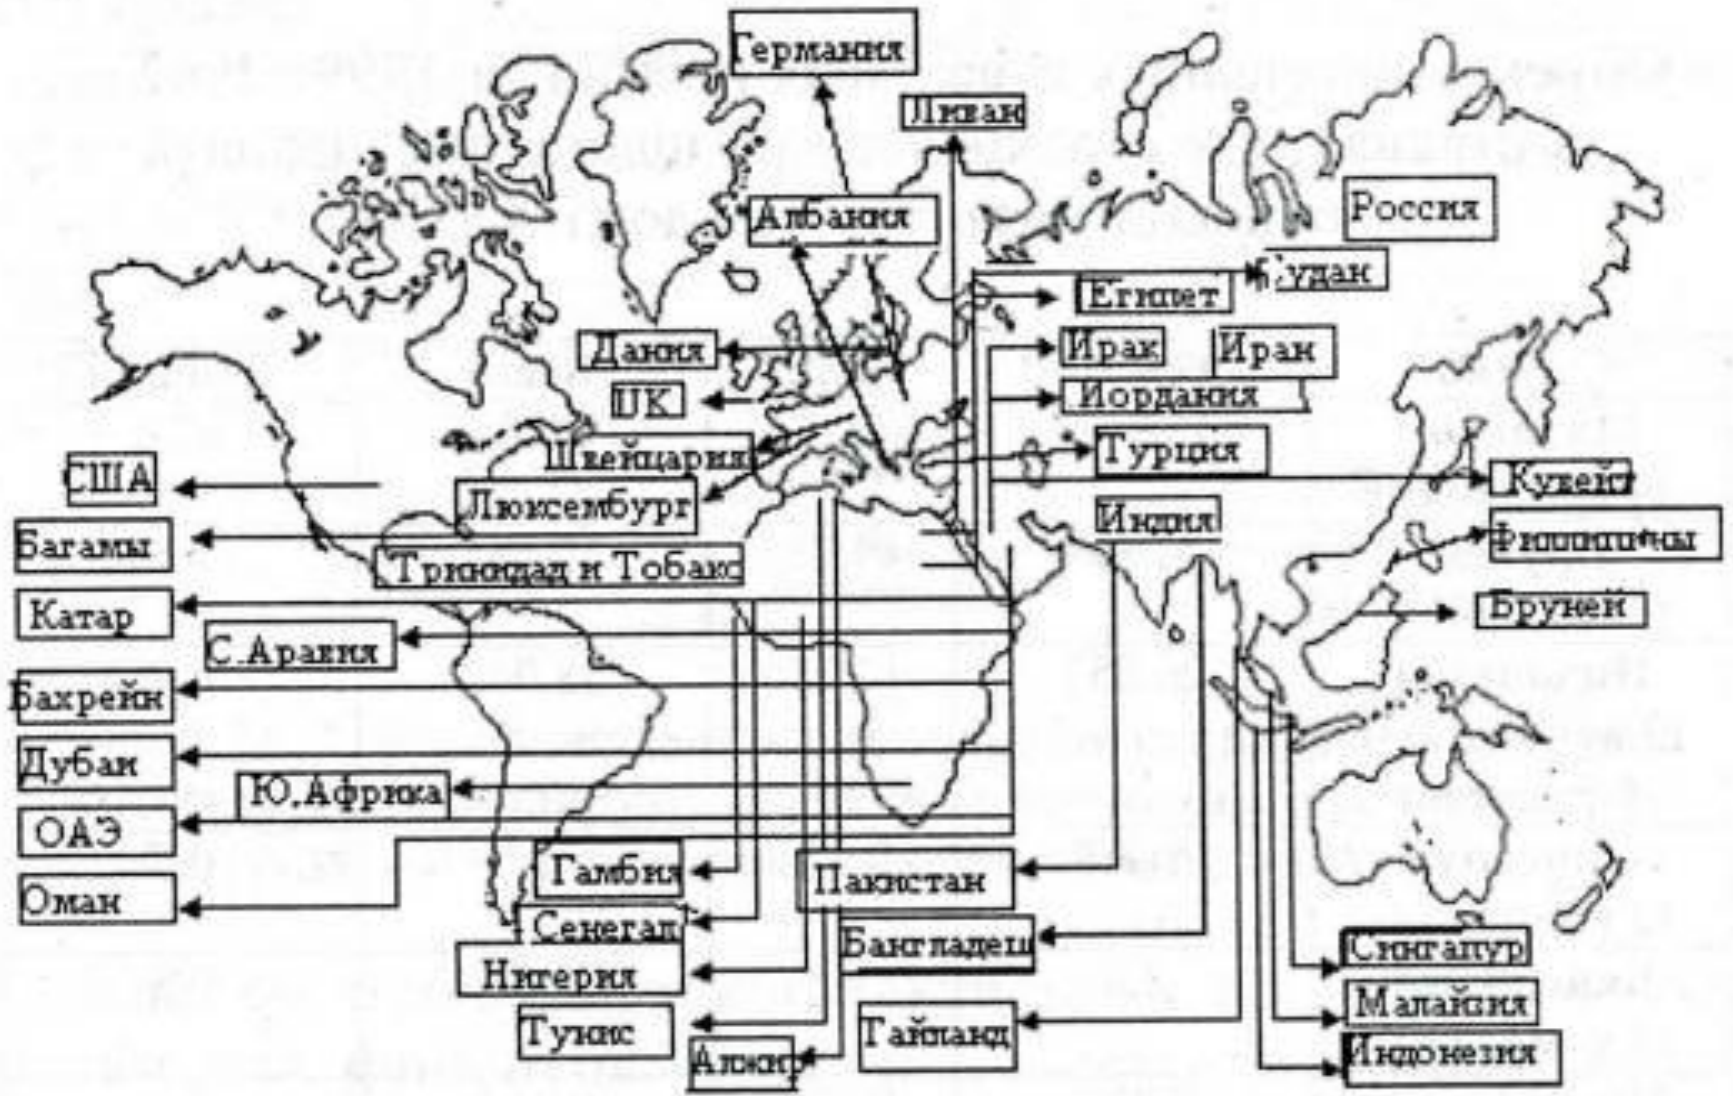 Германия
Ливан
Албания
Россия
Судан
Египет
Дания
Ирак
Иран
UK
Иордания
Швейцария
Турция
США
Люксембург
Кувейт
Индия
Багамы
Филиппины
Тринидад и Тобаго
Катар
Бруней
С.Аравия
Бахрейн
Дубаи
Ю.Африка
ОАЭ
Гамбия
Пакистан
Оман
Сенегал
Бангладеш
Сингапур
Нигерия
Малайзия
Тунис
Тайланд
Алжир
Индонезия